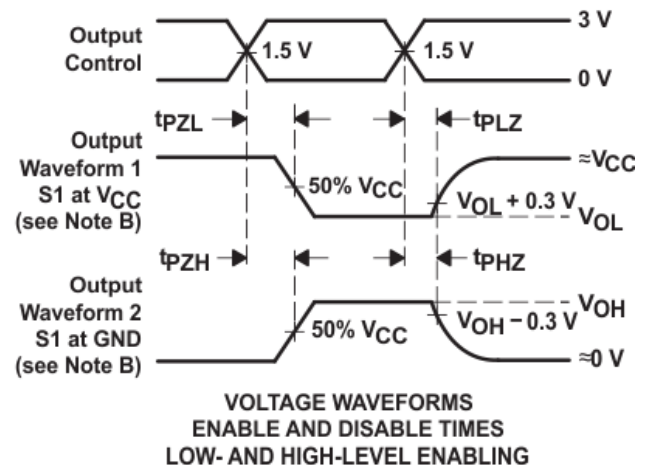 Output
Control
1.5 V
1.5 V
3 V
0 V
tPZL
tPLZ
Output
Waveform 1
S1 at VCC
(see Note B)
50% VCC
≈VCC
VOL + 0.3 V
VOL
tPZH
tPHZ
Output
Waveform 2
S1 at GND
(see Note B)
50% VCC
VOH
VOH − 0.3 V
≈0 V
VOLTAGE WAVEFORMS
ENABLE AND DISABLE TIMES
LOW- AND HIGH-LEVEL ENABLING